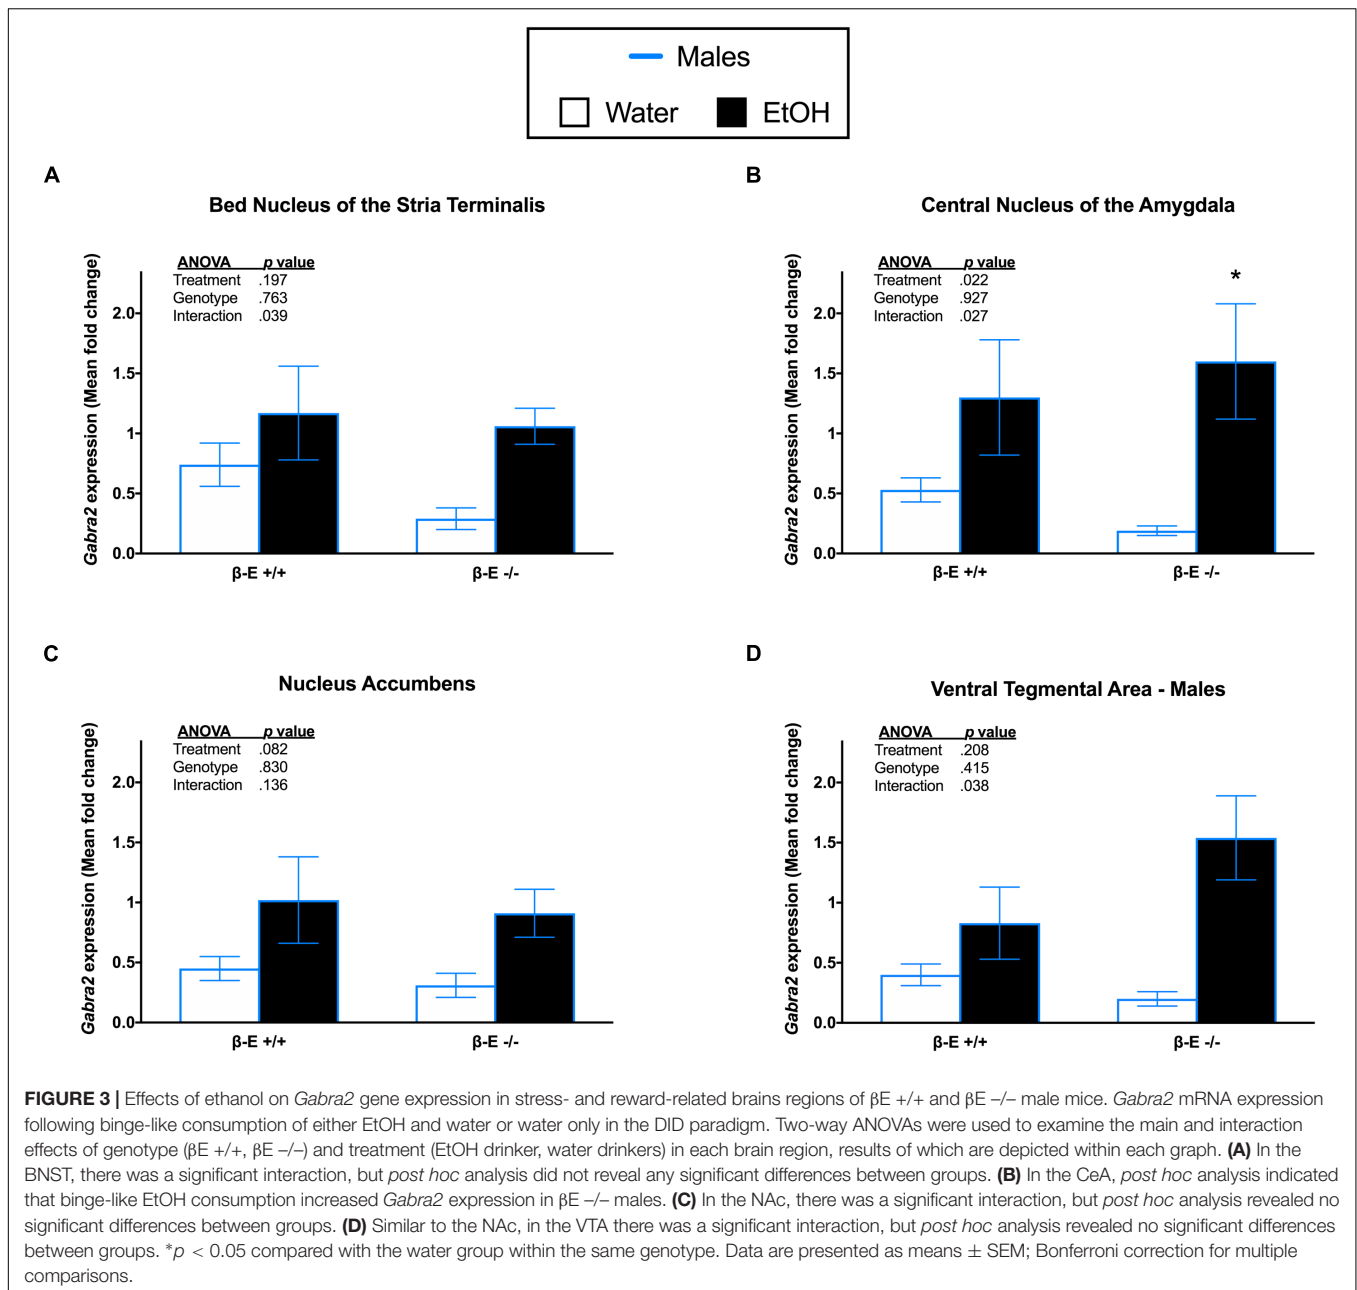 Males
Water EtOH
A
Bed Nucleus of the Stria Terminalis
ANOVA p value
Treatment .197
Genotype .763
Interaction .039
Gabra2 expression (Mean fold change)
2.0
1.5
1
0.5
0.0
β-E +/+ β-E -/-
B
Central Nucleus of the Amygdala
ANOVA p value
Treatment .022
Genotype .927
Interaction .027
*
Gabra2 expression (Mean fold change)
2.0
1.5
1
0.5
0.0
β-E +/+ β-E -/-
C
Nucleus Accumbens
ANOVA p value
Treatment .082
Genotype .830
Interaction .136
Gabra2 expression (Mean fold change)
2.0
1.5
1
0.5
0.0
β-E +/+ β-E -/-
D
Ventral Tegmental Area - Males
ANOVA p value
Treatment .208
Genotype .415
Interaction .038
Gabra2 expression (Mean fold change)
2.0
1.5
1
0.5
0.0
β-E +/+ β-E -/-
FIGURE 3 | Effects of ethanol on Gabra2 gene expression in stress- and reward-related brains regions of βE +/+ and βE −/− male mice. Gabra2 mRNA expression
following binge-like consumption of either EtOH and water or water only in the DID paradigm. Two-way ANOVAs were used to examine the main and interaction
effects of genotype (βE +/+, βE −/−) and treatment (EtOH drinker, water drinkers) in each brain region, results of which are depicted within each graph. (A) In the
BNST, there was a significant interaction, but post hoc analysis did not reveal any significant differences between groups. (B) In the CeA, post hoc analysis indicated
that binge-like EtOH consumption increased Gabra2 expression in βE −/− males. (C) In the NAc, there was a significant interaction, but post hoc analysis revealed no
significant differences between groups. (D) Similar to the NAc, in the VTA there was a significant interaction, but post hoc analysis revealed no significant differences
between groups. *p < 0.05 compared with the water group within the same genotype. Data are presented as means ± SEM; Bonferroni correction for multiple
comparisons.